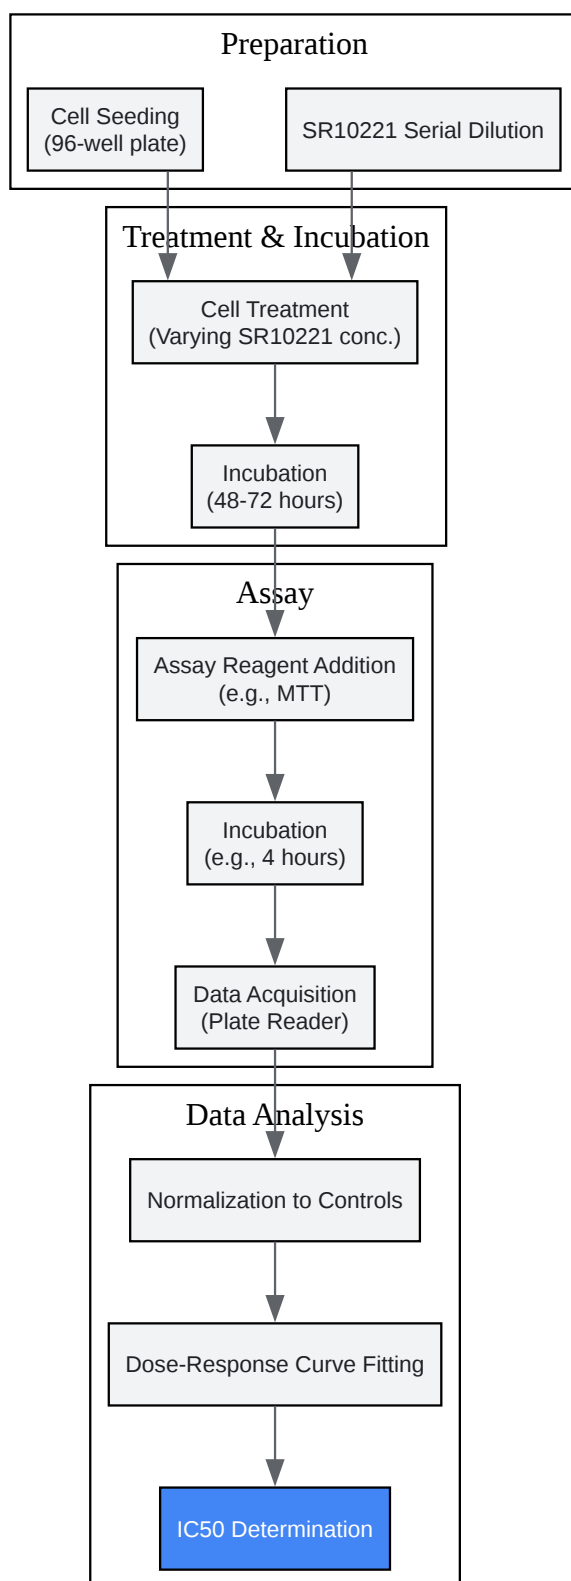 Preparation
Cell Seeding
(96-well plate)
SR10221 Serial Dilution
Treatment & Incubation
Cell Treatment
(Varying SR10221 conc.)
Incubation
(48-72 hours)
Assay
Assay Reagent Addition
(e.g., MTT)
Incubation
(e.g., 4 hours)
Data Acquisition
(Plate Reader)
Data Analysis
Normalization to Controls
Dose-Response Curve Fitting
IC50 Determination